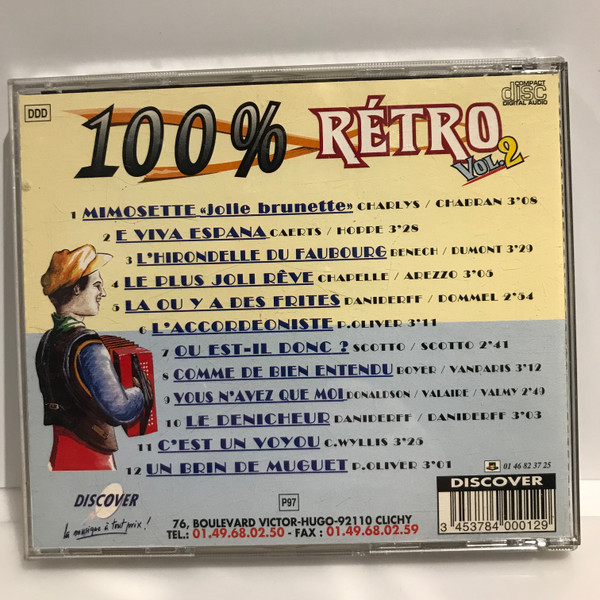 DDD
COMPACT
disc
DIGITAL AUDIO
100% RÉTRO
VOL.2
1 MIMOSETTE «Jolie brunette» CHARLYS / CHABRAN 3'08
2 E VIVA ESPANA CAERTS / HOPPE 3'28
3 L'HIRONDELLE DU FAUBOURG BENECH / DUMONT 3'29
4 LE PLUS JOLI RÊVE CHAPELLE / AREZZO 3'05
5 LA OU Y A DES FRITES DANIDERFF / DOMMEL 2'54
6 L'ACCORDEONISTE P.OLIVER 3'11
7 OU EST-IL DONC ? SCOTTO / SCOTTO 2'41
8 COMME DE BIEN ENTENDU BOYER / VANPARIS 3'12
9 VOUS N'AVEZ QUE MOI DONALDSON / VALAIRE / VALMY 2'49
10 LE DENICHEUR DANIDERFF / DANIDERFF 3'03
11 C'EST UN VOYOU C.WYLLIS 3'25
12 UN BRIN DE MUGUET P.OLIVER 3'01
01 46 82 37 25
DISCOVER
la musique à tout prix !
P97
DISCOVER
3 453784 000129
76, BOULEVARD VICTOR-HUGO-92110 CLICHY
TEL.: 01.49.68.02.50 - FAX : 01.49.68.02.59